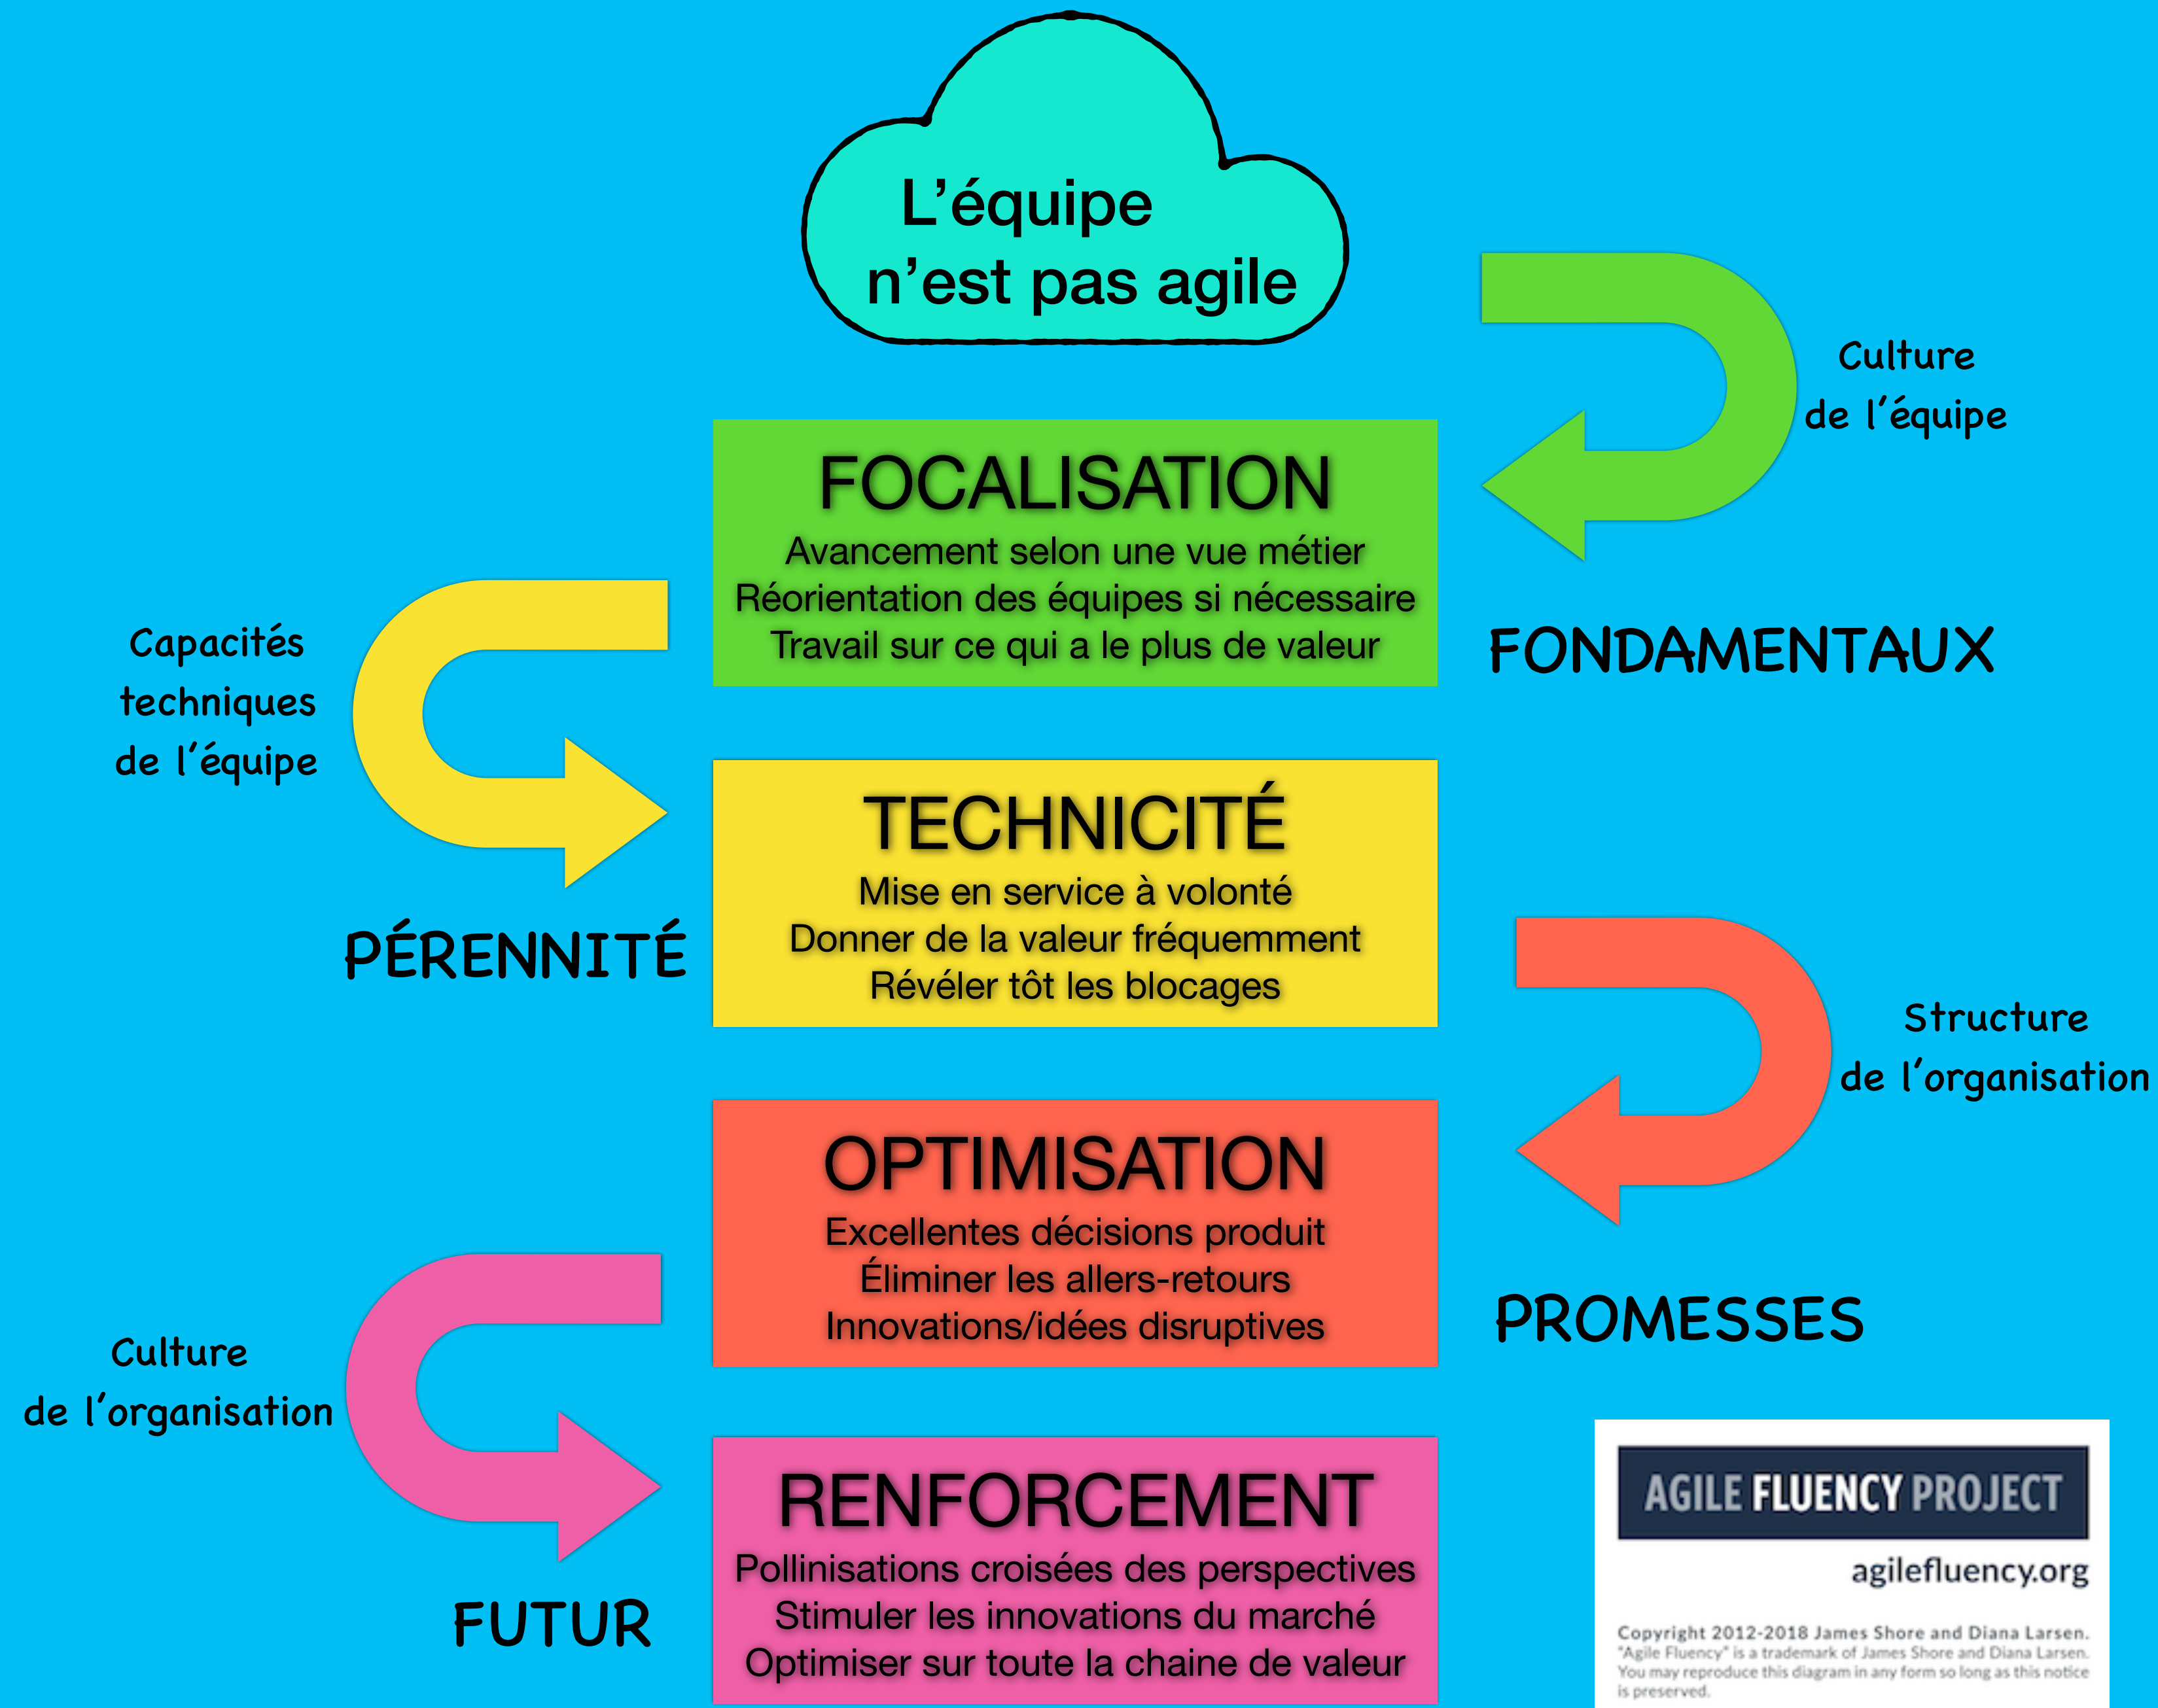 L’équipe
n’est pas agile
Culture
de l’équipe
FOCALISATION
Avancement selon une vue métier
Réorientation des équipes si nécessaire
Travail sur ce qui a le plus de valeur
FONDAMENTAUX
Capacités
techniques
de l’équipe
TECHNICITÉ
Mise en service à volonté
Donner de la valeur fréquemment
Révéler tôt les blocages
PÉRENNITÉ
Structure
de l’organisation
OPTIMISATION
Excellentes décisions produit
Éliminer les allers-retours
Innovations/idées disruptives
PROMESSES
Culture
de l’organisation
RENFORCEMENT
Pollinisations croisées des perspectives
Stimuler les innovations du marché
Optimiser sur toute la chaine de valeur
FUTUR
AGILE FLUENCY PROJECT
agilefluency.org
Copyright 2012-2018 James Shore and Diana Larsen.
"Agile Fluency" is a trademark of James Shore and Diana Larsen.
You may reproduce this diagram in any form so long as this notice
is preserved.